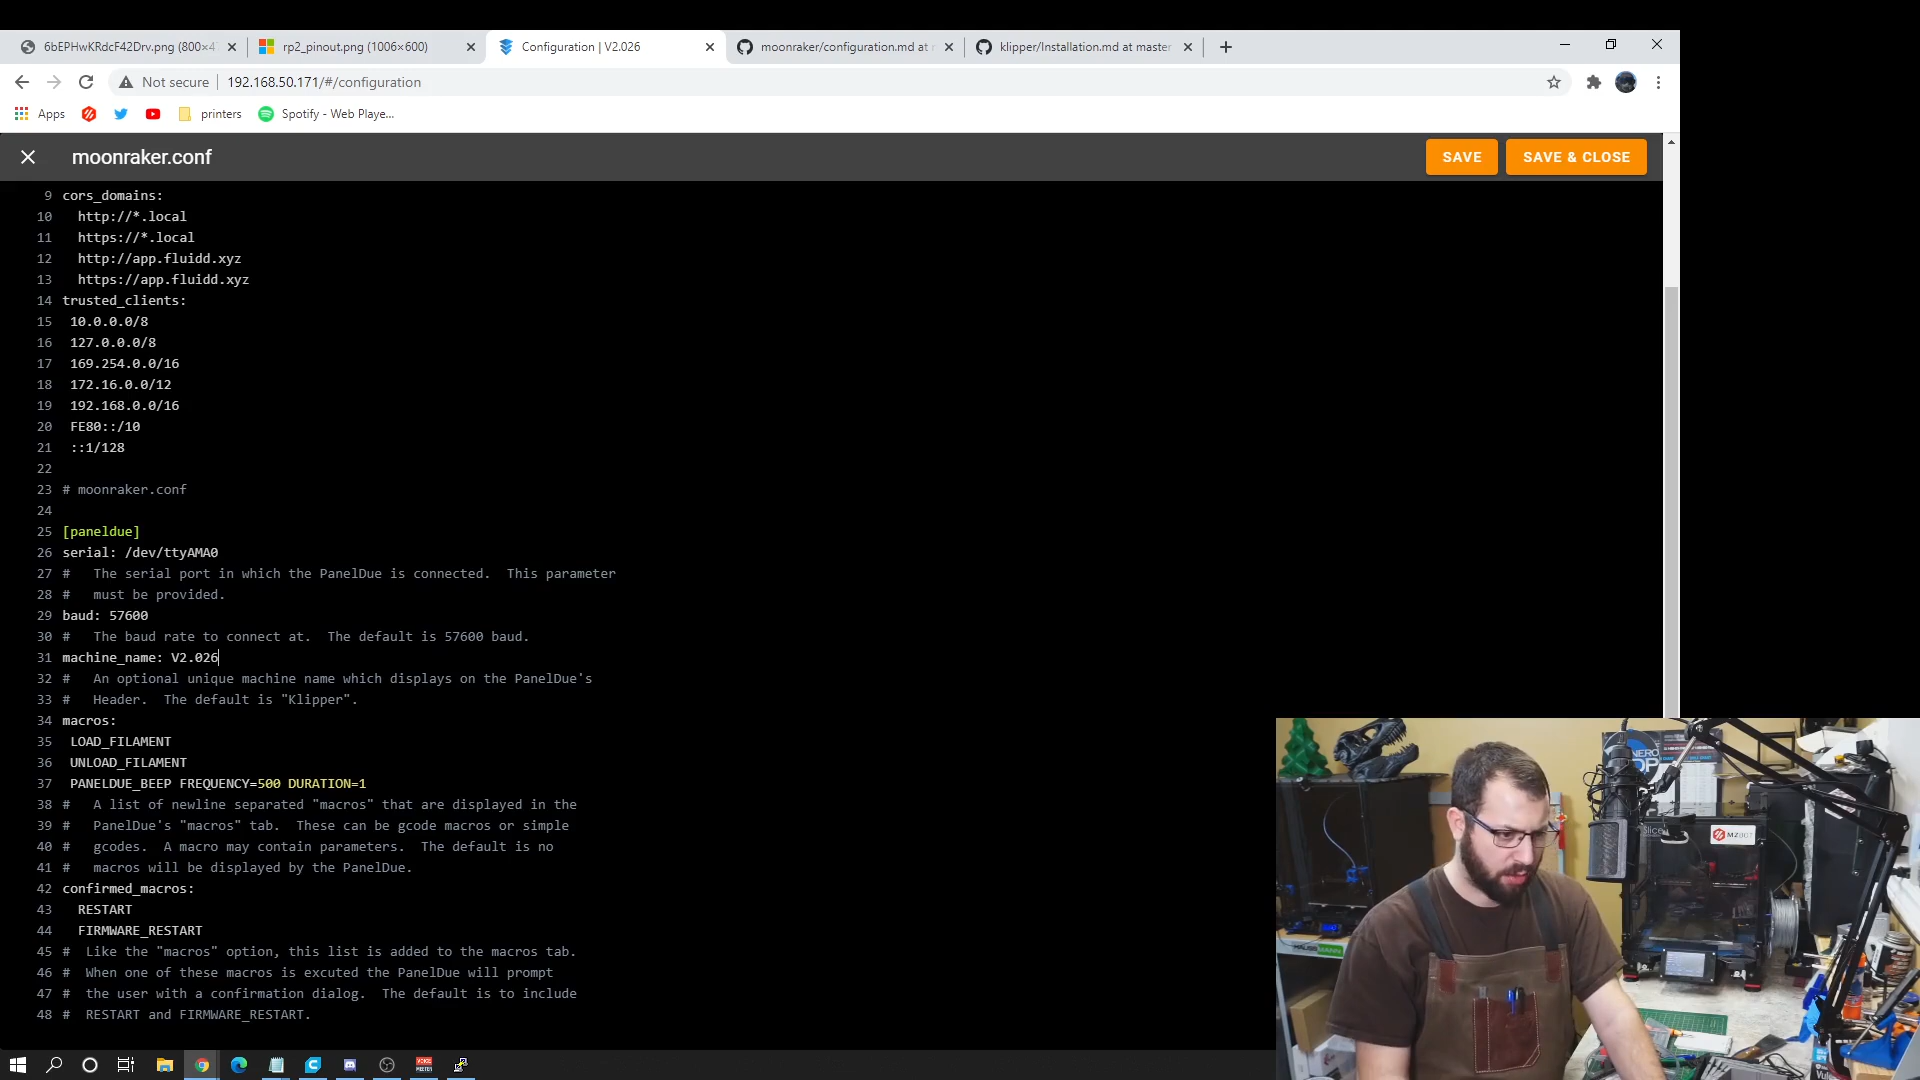 6bEPHwKRdcF42Drv.png (800×4
rp2_pinout.png (1006×600)
Configuration | V2.026
moonraker/configuration.md at
klipper/Installation.md at master
Not secure
192.168.50.171/#/configuration
Apps
printers
Spotify - Web Playe...
moonraker.conf
SAVE
SAVE & CLOSE
9 cors_domains:
10 http://*.local
11 https://*.local
12 http://app.fluidd.xyz
13 https://app.fluidd.xyz
14 trusted_clients:
15 10.0.0.0/8
16 127.0.0.0/8
17 169.254.0.0/16
18 172.16.0.0/12
19 192.168.0.0/16
20 FE80::/10
21 ::1/128
22
23 # moonraker.conf
24
25 [paneldue]
26 serial: /dev/ttyAMA0
27 # The serial port in which the PanelDue is connected. This parameter
28 # must be provided.
29 baud: 57600
30 # The baud rate to connect at. The default is 57600 baud.
31 machine_name: V2.026
32 # An optional unique machine name which displays on the PanelDue's
33 # Header. The default is "Klipper".
34 macros:
35 LOAD_FILAMENT
36 UNLOAD_FILAMENT
37 PANELDUE_BEEP FREQUENCY=500 DURATION=1
38 # A list of newline separated "macros" that are displayed in the
39 # PanelDue's "macros" tab. These can be gcode macros or simple
40 # gcodes. A macro may contain parameters. The default is no
41 # macros will be displayed by the PanelDue.
42 confirmed_macros:
43 RESTART
44 FIRMWARE_RESTART
45 # Like the "macros" option, this list is added to the macros tab.
46 # When one of these macros is excuted the PanelDue will prompt
47 # the user with a confirmation dialog. The default is to include
48 # RESTART and FIRMWARE_RESTART.
NERO
Slice
MZBOT